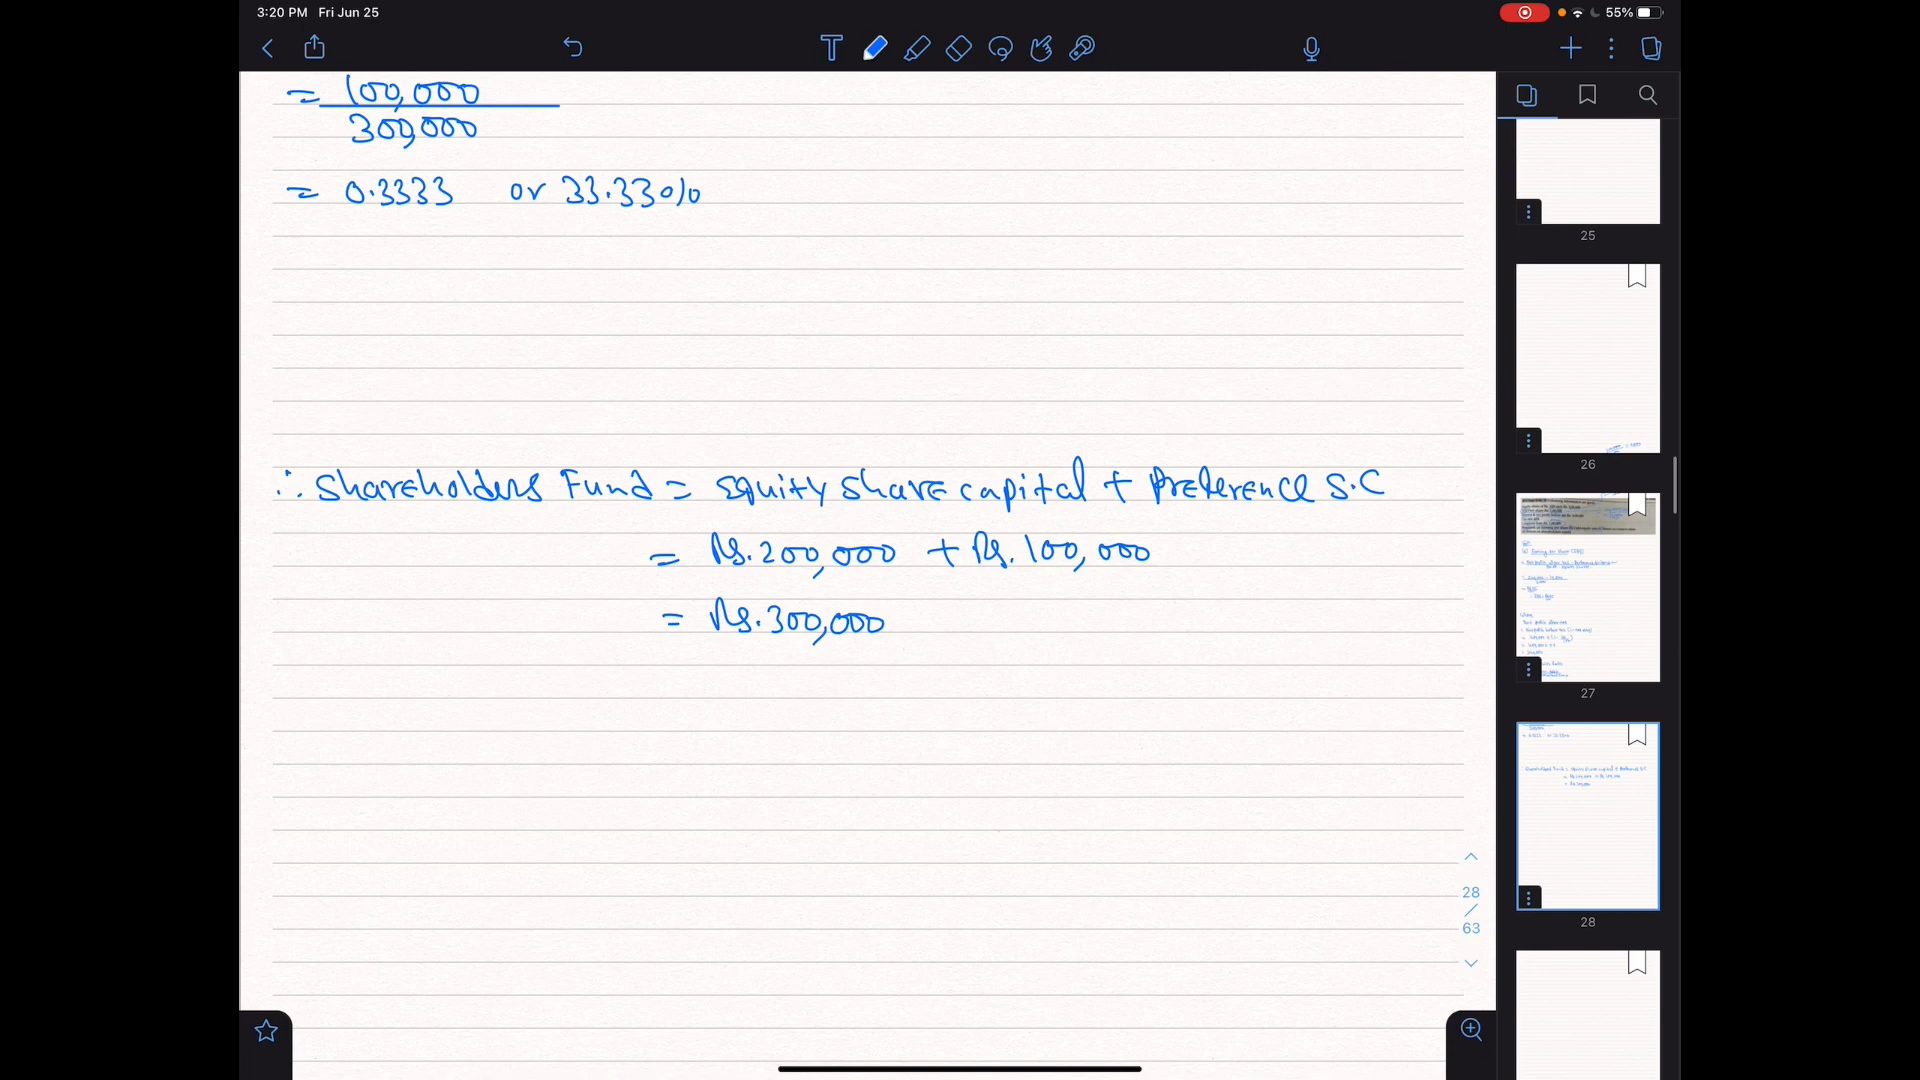 3:20 PM Fri Jun 25
55%
= 100,000
300,000
= 0.3333 or 33.33%
∴ Shareholders Fund = Equity share capital + Preference S.C
= Rs.200,000 + Rs.100,000
= Rs.300,000
25
26
27
28
28
/
63